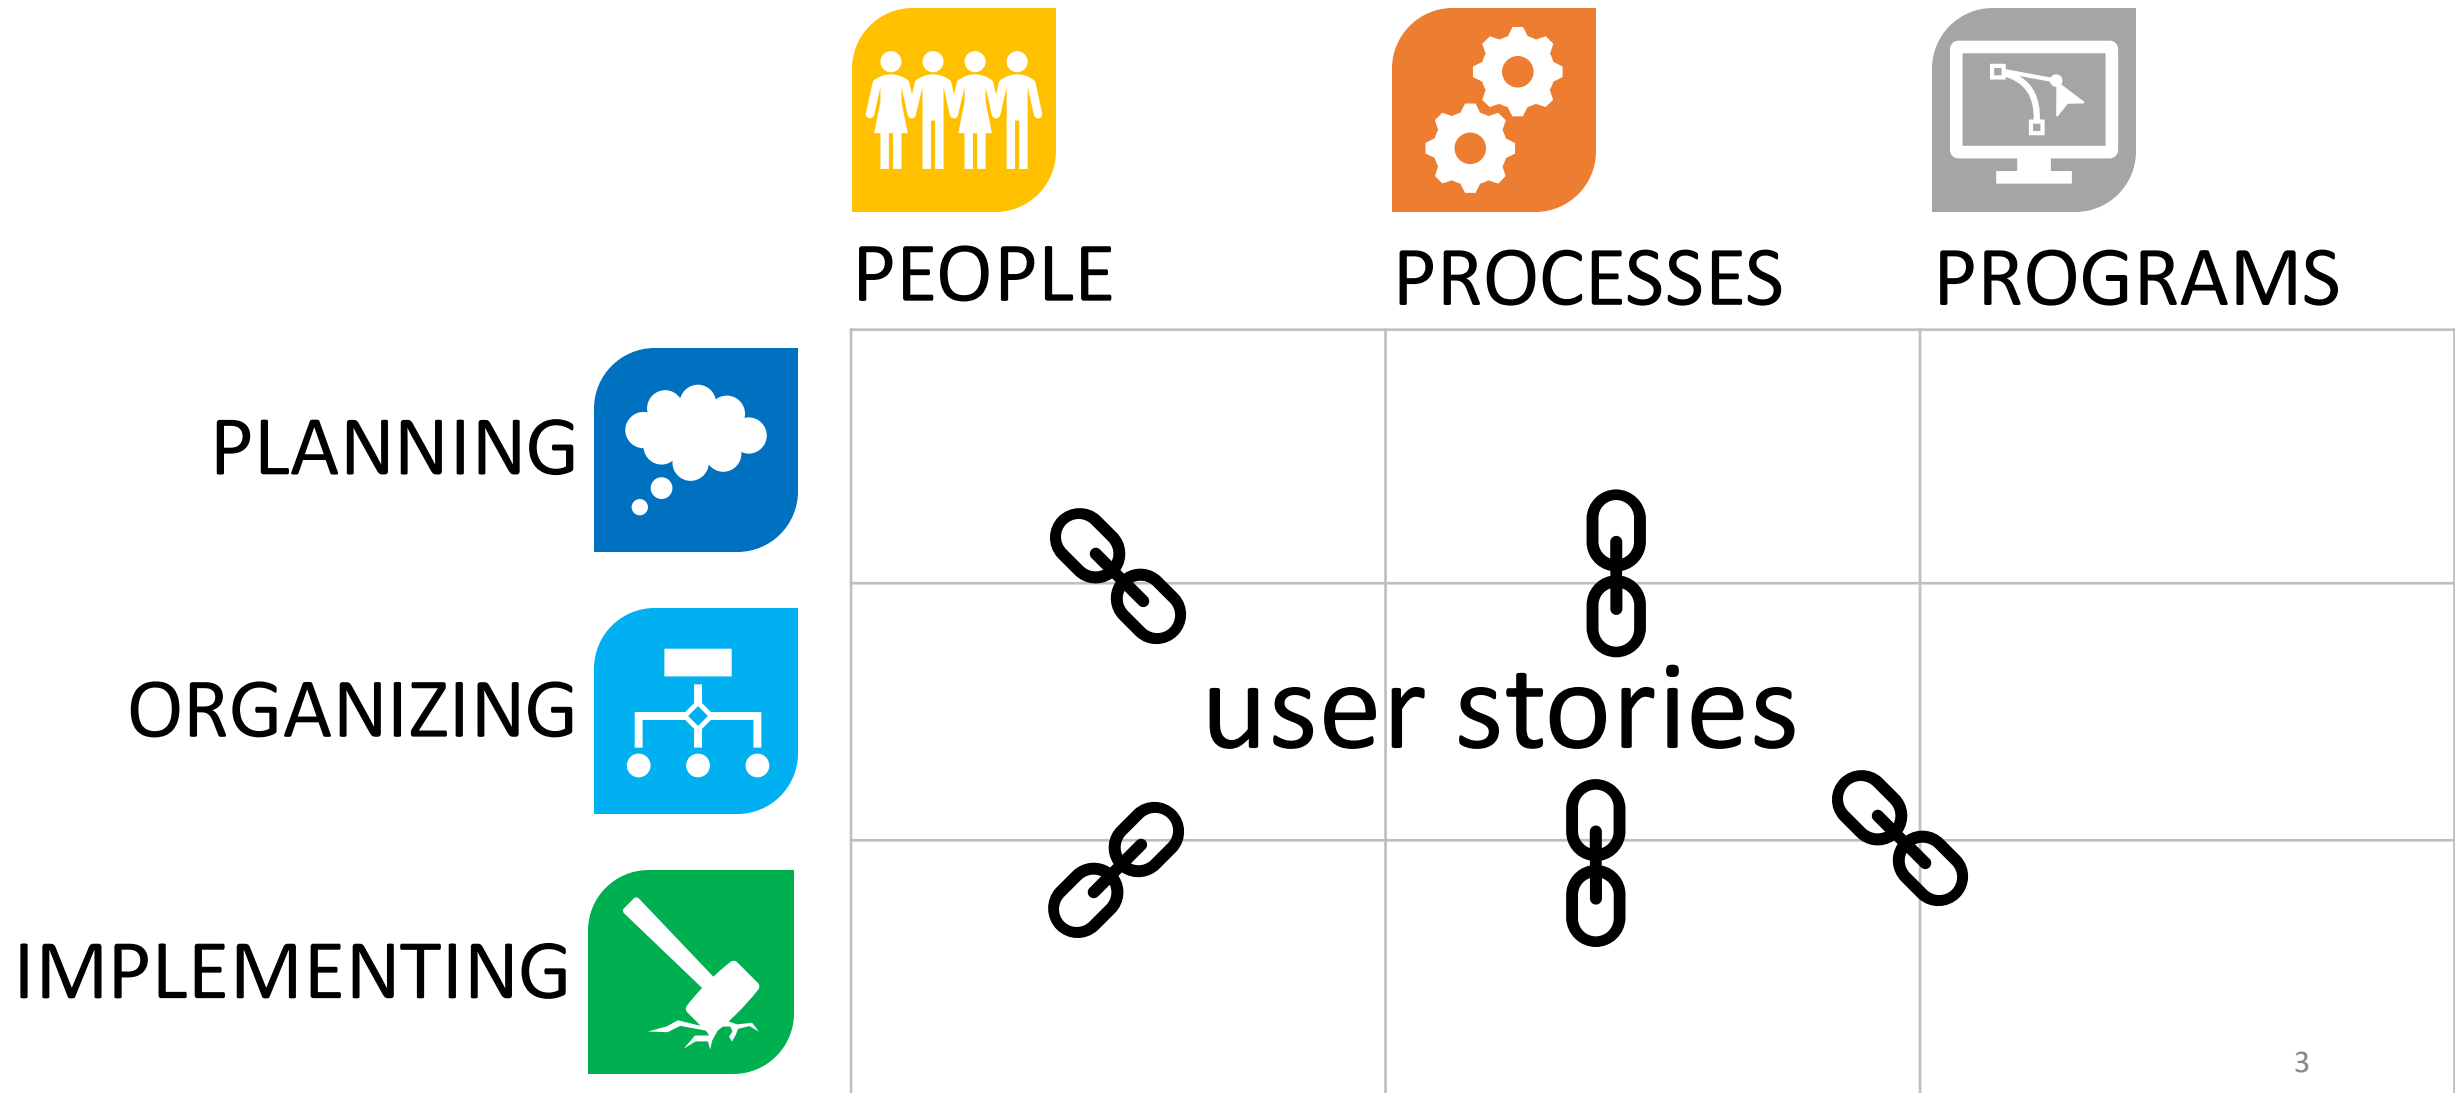 PEOPLE
PROCESSES
PROGRAMS
PLANNING
ORGANIZING
user stories
IMPLEMENTING
3